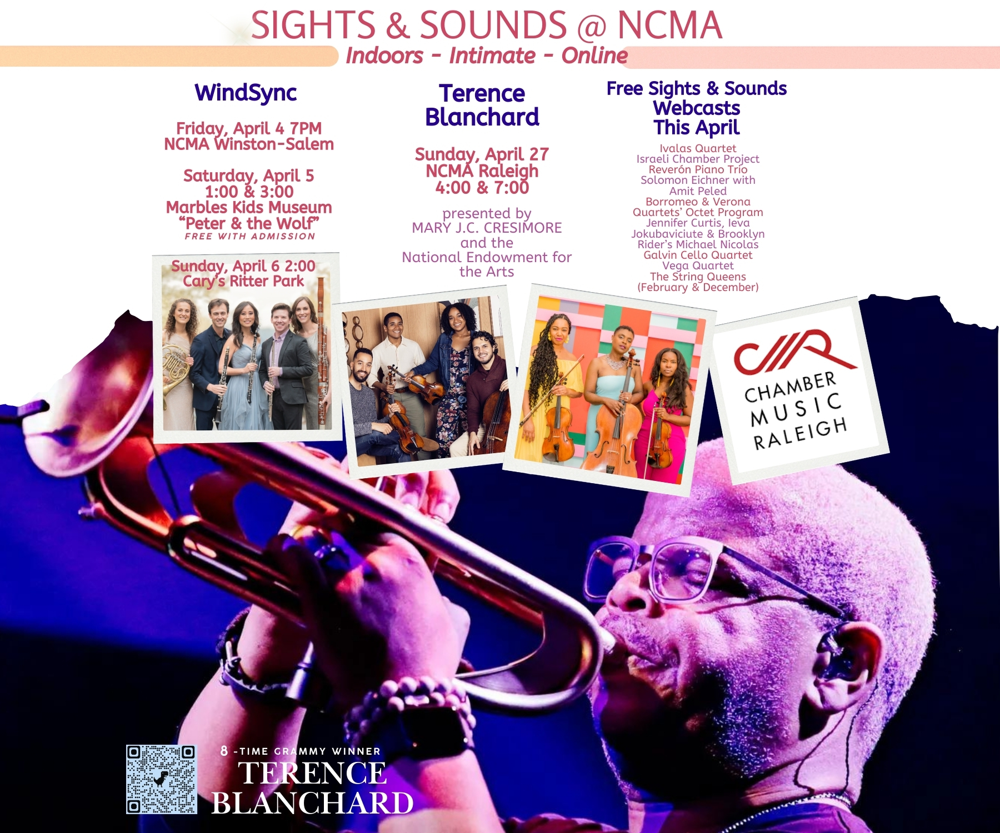 SIGHTS & SOUNDS @ NCMA
Indoors - Intimate - Online
WindSync
Friday, April 4 7PM
NCMA Winston-Salem
Saturday, April 5
1:00 & 3:00
Marbles Kids Museum
“Peter & the Wolf”
FREE WITH ADMISSION
Sunday, April 6 2:00
Cary’s Ritter Park
Terence
Blanchard
Sunday, April 27
NCMA Raleigh
4:00 & 7:00
presented by
MARY J.C. CRESIMORE
and the
National Endowment for
the Arts
Free Sights & Sounds
Webcasts
This April
Ivalas Quartet
Israeli Chamber Project
Reverón Piano Trio
Solomon Eichner with
Amit Peled
Borromeo & Verona
Quartets’ Octet Program
Jennifer Curtis, Ieva
Jokubaviciute & Brooklyn
Rider’s Michael Nicolas
Galvin Cello Quartet
Vega Quartet
The String Queens
(February & December)
CMR
CHAMBER
MUSIC
RALEIGH
8 -TIME GRAMMY WINNER
TERENCE
BLANCHARD